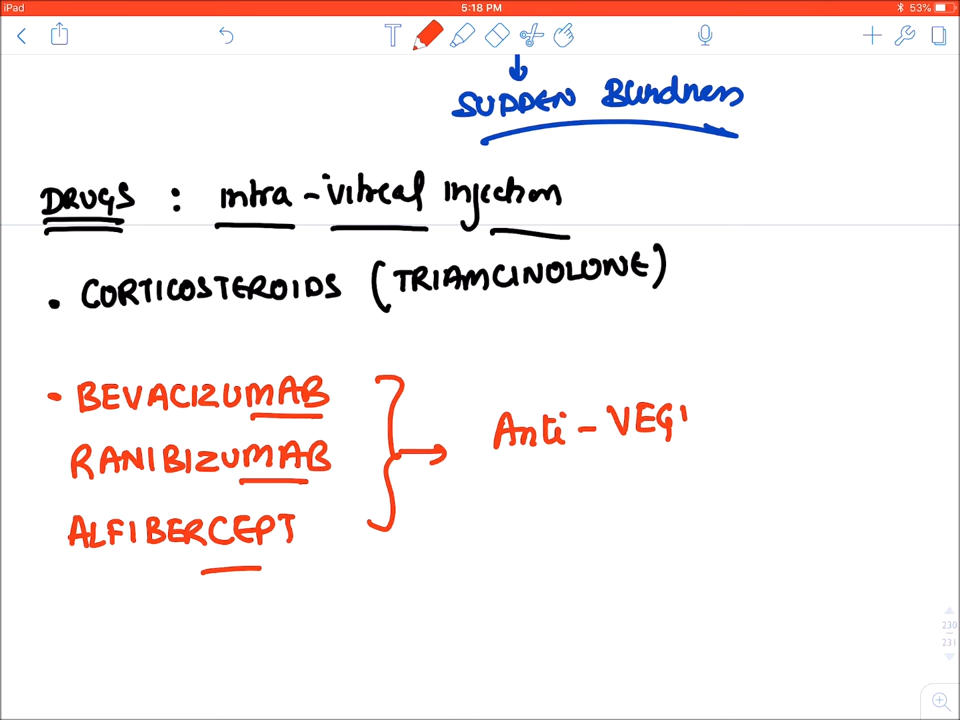 iPad
5:18 PM
53%
T
SUDDEN Blindness
DRUGS : intra-vitreal injection
• CORTICOSTEROIDS (TRIAMCINOLONE)
- BEVACIZUMAB
RANIBIZUMAB
ALFIBERCEPT
Anti-VEG
230
231